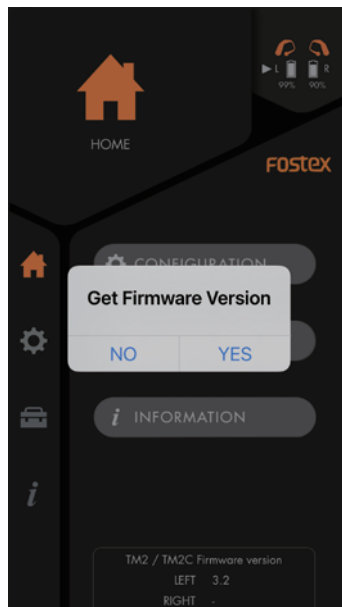 L R
99% 90%
HOME
FOSTEX
CONFIGURATION
Get Firmware Version
NO YES
i INFORMATION
i
TM2 / TM2C Firmware version
LEFT 3.2
RIGHT -